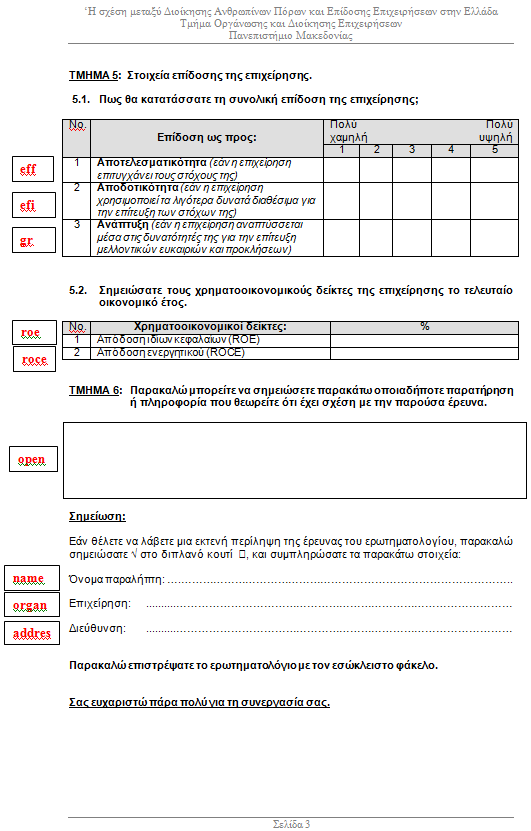 ‘Η σχέση μεταξύ Διοίκησης Ανθρωπίνων Πόρων και Επίδοσης Επιχειρήσεων στην Ελλάδα
Τμήμα Οργάνωσης και Διοίκησης Επιχειρήσεων
Πανεπιστήμιο Μακεδονίας
ΤΜΗΜΑ 5: Στοιχεία επίδοσης της επιχείρησης.
5.1. Πως θα κατατάσσατε τη συνολική επίδοση της επιχείρησης;
No. Επίδοση ως προς: Πολύ χαμηλή Πολύ υψηλή
1 2 3 4 5
eff 1 Αποτελεσματικότητα (εάν η επιχείρηση
επιτυγχάνει τους στόχους της)
efi 2 Αποδοτικότητα (εάν η επιχείρηση
χρησιμοποιεί τα λιγότερα δυνατά διαθέσιμα για
την επίτευξη των στόχων της)
gr 3 Ανάπτυξη (εάν η επιχείρηση αναπτύσσεται
μέσα στις δυνατότητές της για την επίτευξη
μελλοντικών ευκαιριών και προκλήσεων)
5.2. Σημειώσατε τους χρηματοοικονομικούς δείκτες της επιχείρησης το τελευταίο
οικονομικό έτος.
No. Χρηματοοικονομικοί δείκτες: %
roe 1 Απόδοση ιδίων κεφαλαίων (ROE)
roce 2 Απόδοση ενεργητικού (ROCE)
ΤΜΗΜΑ 6: Παρακαλώ μπορείτε να σημειώσετε παρακάτω οποιαδήποτε παρατήρηση
ή πληροφορία που θεωρείτε ότι έχει σχέση με την παρούσα έρευνα.
open
Σημείωση:
Εάν θέλετε να λάβετε μια εκτενή περίληψη της έρευνας του ερωτηματολογίου, παρακαλώ
σημειώσατε √ στο διπλανό κουτί □, και συμπληρώσατε τα παρακάτω στοιχεία:
name Όνομα παραλήπτη: ................................................................
organ Επιχείρηση: ................................................................
addres Διεύθυνση: ................................................................
Παρακαλώ επιστρέψατε το ερωτηματολόγιο με τον εσώκλειστο φάκελο.
Σας ευχαριστώ πάρα πολύ για τη συνεργασία σας.
Σελίδα 3